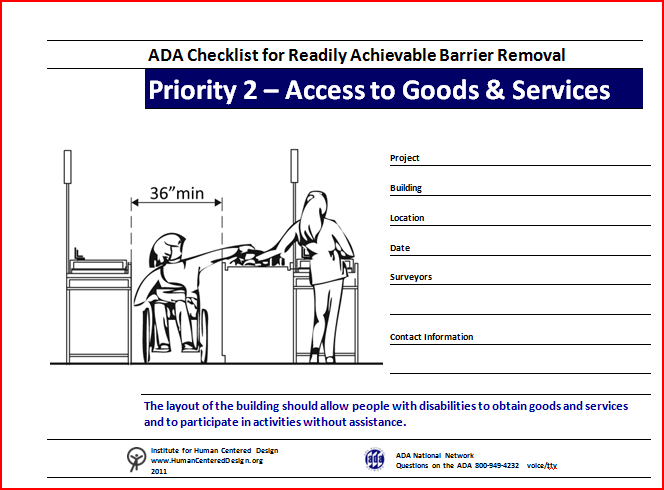 ADA Checklist for Readily Achievable Barrier Removal
Priority 2 – Access to Goods & Services
36”min
Project
Building
Location
Date
Surveyors
Contact Information
The layout of the building should allow people with disabilities to obtain goods and services
and to participate in activities without assistance.
Institute for Human Centered Design
www.HumanCenteredDesign.org
2011
ada
ADA National Network
Questions on the ADA 800-949-4232 voice/tty